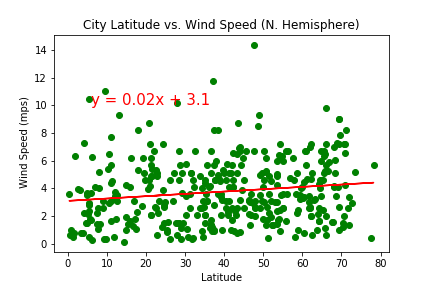 City Latitude vs. Wind Speed (N. Hemisphere)
14
12
10
8
6
4
2
0
Wind Speed (mps)
y = 0.02x + 3.1
0 10 20 30 40 50 60 70 80
Latitude